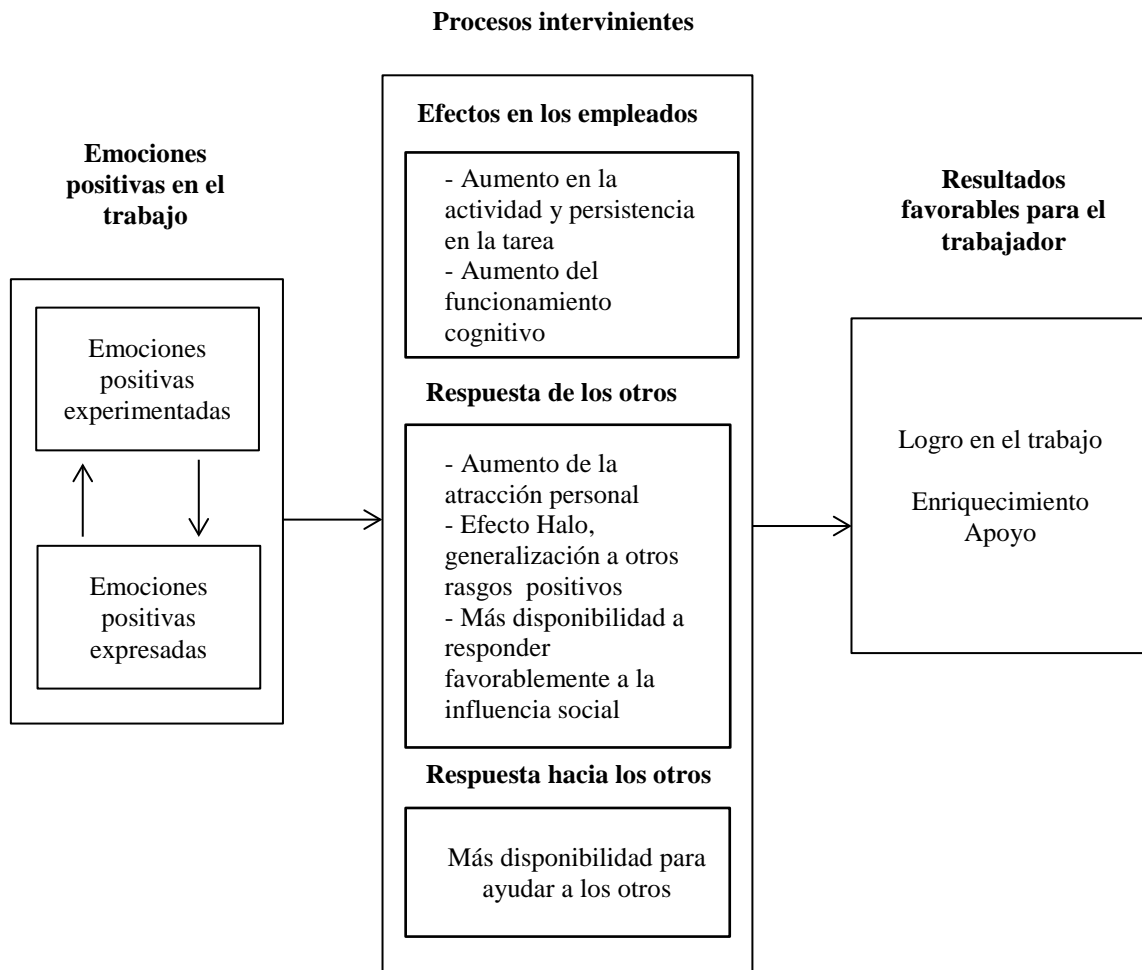 Procesos intervinientes
Emociones
positivas en el
trabajo
Emociones
positivas
experimentadas
Emociones
positivas
expresadas
Efectos en los empleados
- Aumento en la
actividad y persistencia
en la tarea
- Aumento del
funcionamiento
cognitivo
Respuesta de los otros
- Aumento de la
atracción personal
- Efecto Halo,
generalización a otros
rasgos positivos
- Más disponibilidad a
responder
favorablemente a la
influencia social
Respuesta hacia los otros
Más disponibilidad para
ayudar a los otros
Resultados
favorables para el
trabajador
Logro en el trabajo
Enriquecimiento
Apoyo